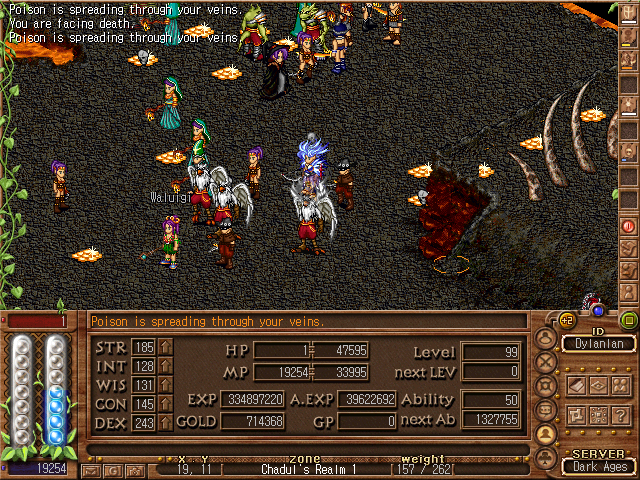 Poison is spreading through your veins.
You are facing death.
Poison is spreading through your veins.
Waluigi
1
Poison is spreading through your veins.
+2
ID
Dylanlan
STR 185
INT 128
WIS 131
CON 145
DEX 243
HP 1 47595
MP 19254 33995
EXP 334897220 A.EXP 39622692
GOLD 714368 GP 0
Level 99
next LEV 0
Ability 50
next Ab 1327755
?
x . y zone weight
SERVER
19254
G
19, 11 Chadul's Realm 1 157 / 262
Dark Ages